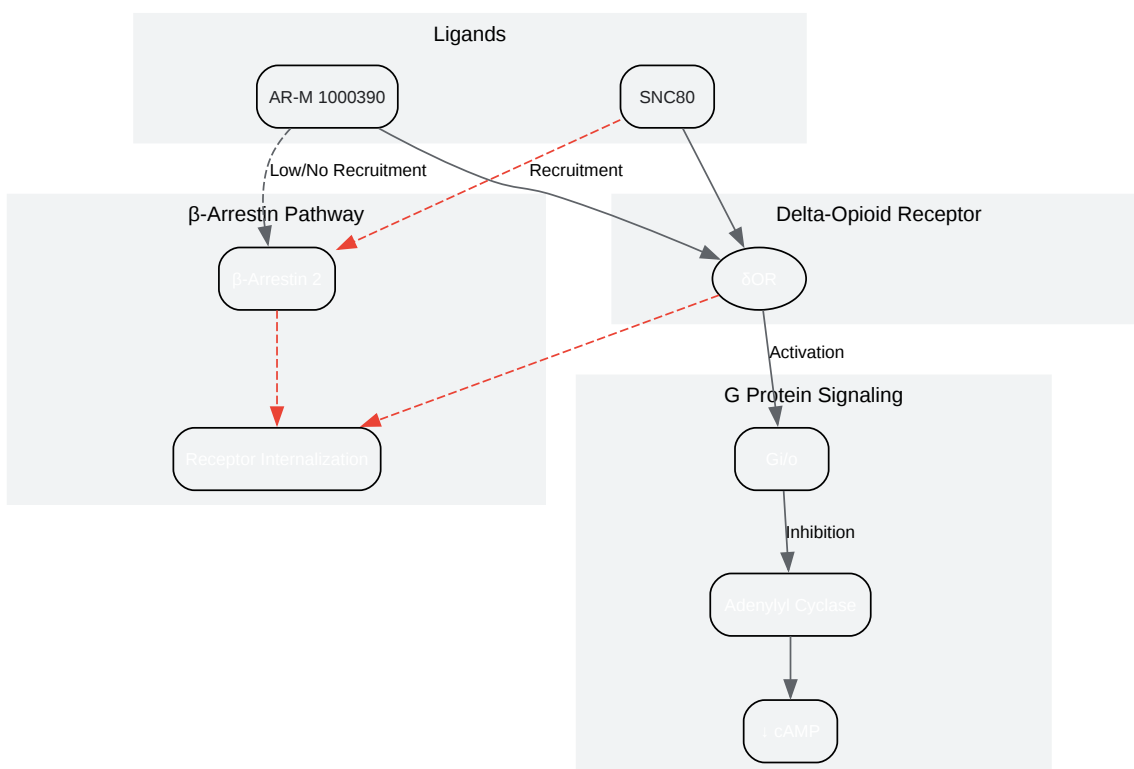 Ligands
AR-M 1000390
SNC80
Low/No Recruitment
Recruitment
β-Arrestin Pathway
Delta-Opioid Receptor
β-Arrestin 2
δOR
Activation
G Protein Signaling
Receptor Internalization
Gi/o
Inhibition
Adenylyl Cyclase
↓ cAMP